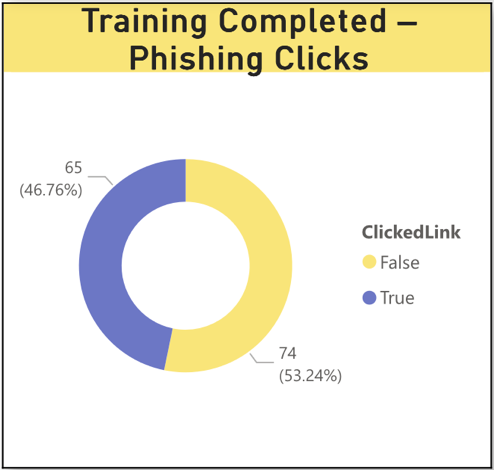 Training Completed –
Phishing Clicks
65
(46.76%)
ClickedLink
False
True
74
(53.24%)